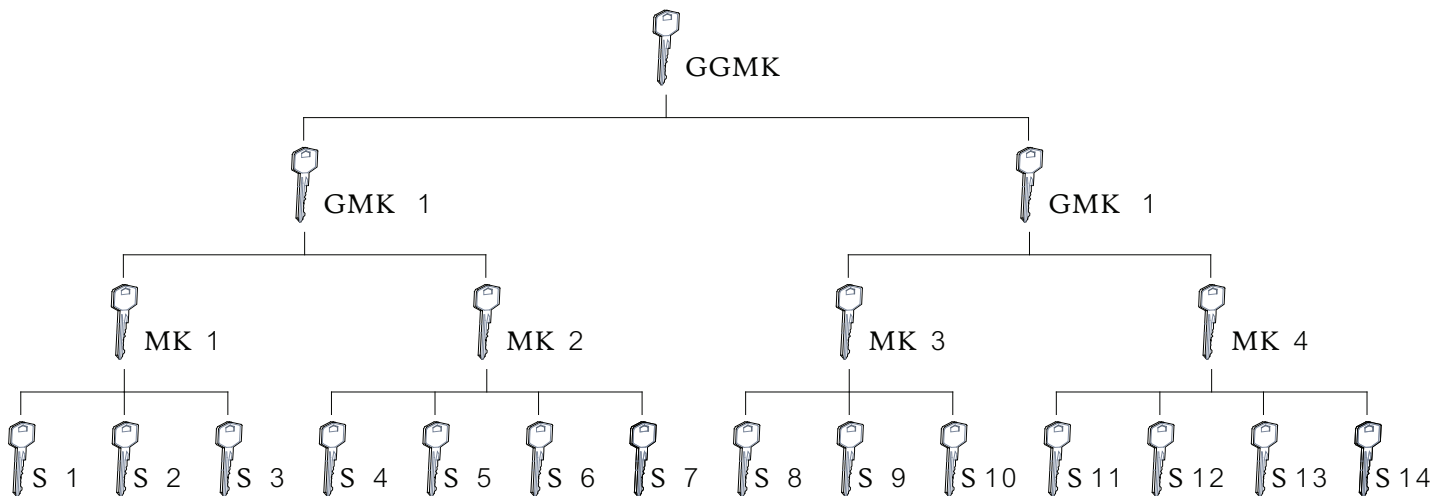 GGMK
GMK 1 GMK 1
MK 1 MK 2 MK 3 MK 4
S 1 S 2 S 3 S 4 S 5 S 6 S 7 S 8 S 9 S 10 S 11 S 12 S 13 S 14